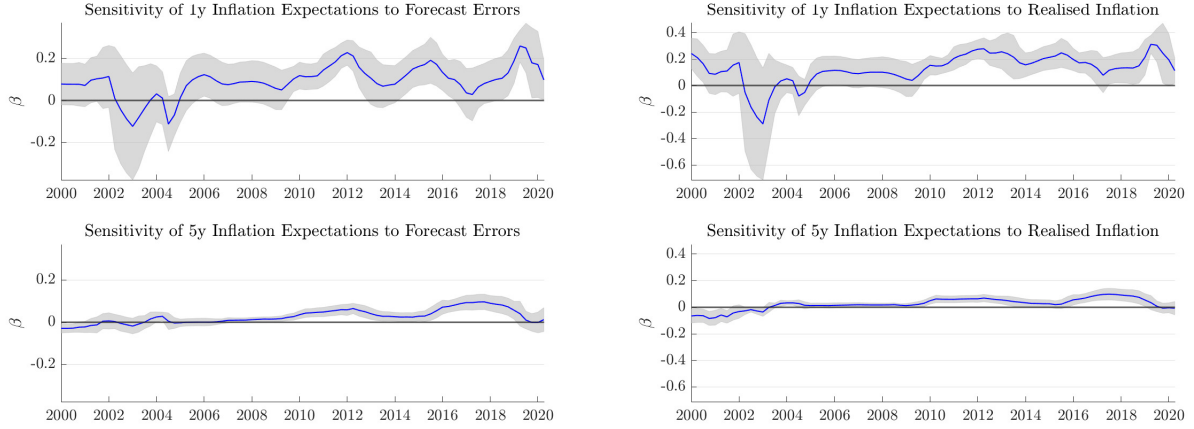 Sensitivity of 1y Inflation Expectations to Forecast Errors
0.2
0
-0.2
β
2000 2002 2004 2006 2008 2010 2012 2014 2016 2018 2020
Sensitivity of 1y Inflation Expectations to Realised Inflation
0.4
0.2
0
-0.2
-0.4
-0.6
β
2000 2002 2004 2006 2008 2010 2012 2014 2016 2018 2020
Sensitivity of 5y Inflation Expectations to Forecast Errors
0.2
0
-0.2
β
2000 2002 2004 2006 2008 2010 2012 2014 2016 2018 2020
Sensitivity of 5y Inflation Expectations to Realised Inflation
0.4
0.2
0
-0.2
-0.4
-0.6
β
2000 2002 2004 2006 2008 2010 2012 2014 2016 2018 2020